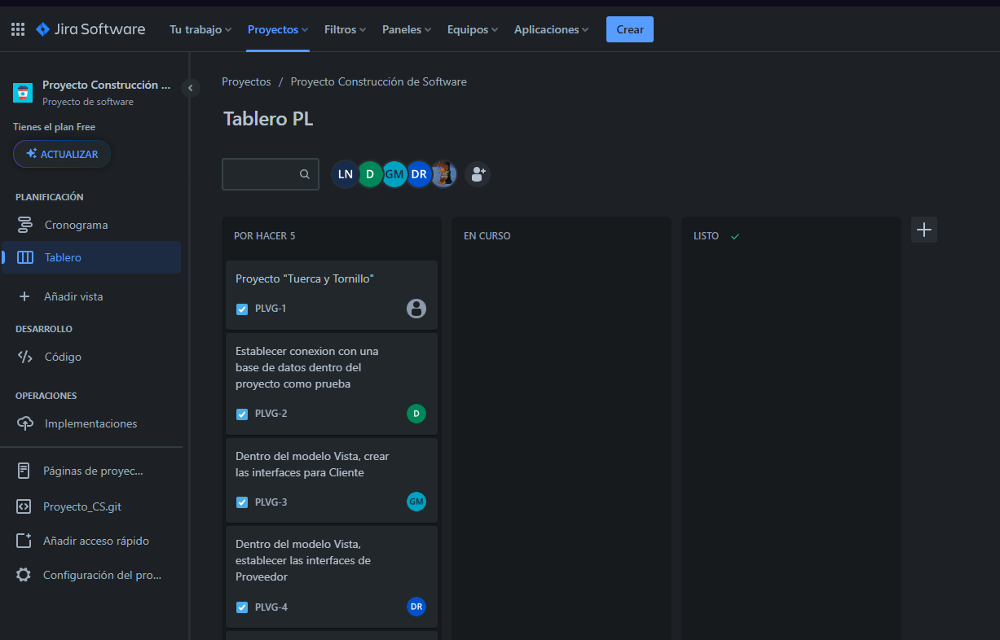 Jira Software
Tu trabajo
Proyectos
Filtros
Paneles
Equipos
Aplicaciones
Crear
Proyecto Construcción ...
Proyecto de software
Tienes el plan Free
ACTUALIZAR
PLANIFICACIÓN
Cronograma
Tablero
Añadir vista
DESARROLLO
Código
OPERACIONES
Implementaciones
Páginas de proyec...
Proyecto_CS.git
Añadir acceso rápido
Configuración del pro...
Proyectos / Proyecto Construcción de Software
Tablero PL
LN D GM DR
POR HACER 5
Proyecto "Tuerca y Tornillo"
PLVG-1
Establecer conexion con una
base de datos dentro del
proyecto como prueba
PLVG-2 D
Dentro del modelo Vista, crear
las interfaces para Cliente
PLVG-3 GM
Dentro del modelo Vista,
establecer las interfaces de
Proveedor
PLVG-4 DR
EN CURSO
LISTO